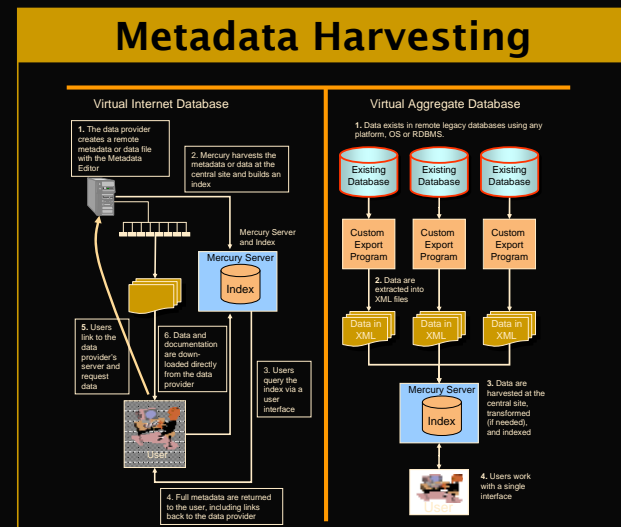 Metadata Harvesting
Virtual Internet Database
1. The data provider
creates a remote
metadata or data file
with the Metadata
Editor
2. Mercury harvests the
metadata or data at the
central site and builds an
index
Mercury Server
and Index
Mercury Server
Index
5. Users
link to the
data
provider's
server and
request
data
6. Data and
documentation
are down-
loaded directly
from the data
provider
3. Users
query the
index via a
user
interface
User
4. Full metadata are returned
to the user, including links
back to the data provider
Virtual Aggregate Database
1. Data exists in remote legacy databases using any
platform, OS or RDBMS.
Existing
Database
Existing
Database
Existing
Database
Custom
Export
Program
Custom
Export
Program
Custom
Export
Program
2. Data are
extracted into
XML files
Data in
XML
Data in
XML
Data in
XML
Mercury Server
Index
3. Data are
harvested at the
central site,
transformed
(if needed),
and indexed
User
4. Users work
with a single
interface